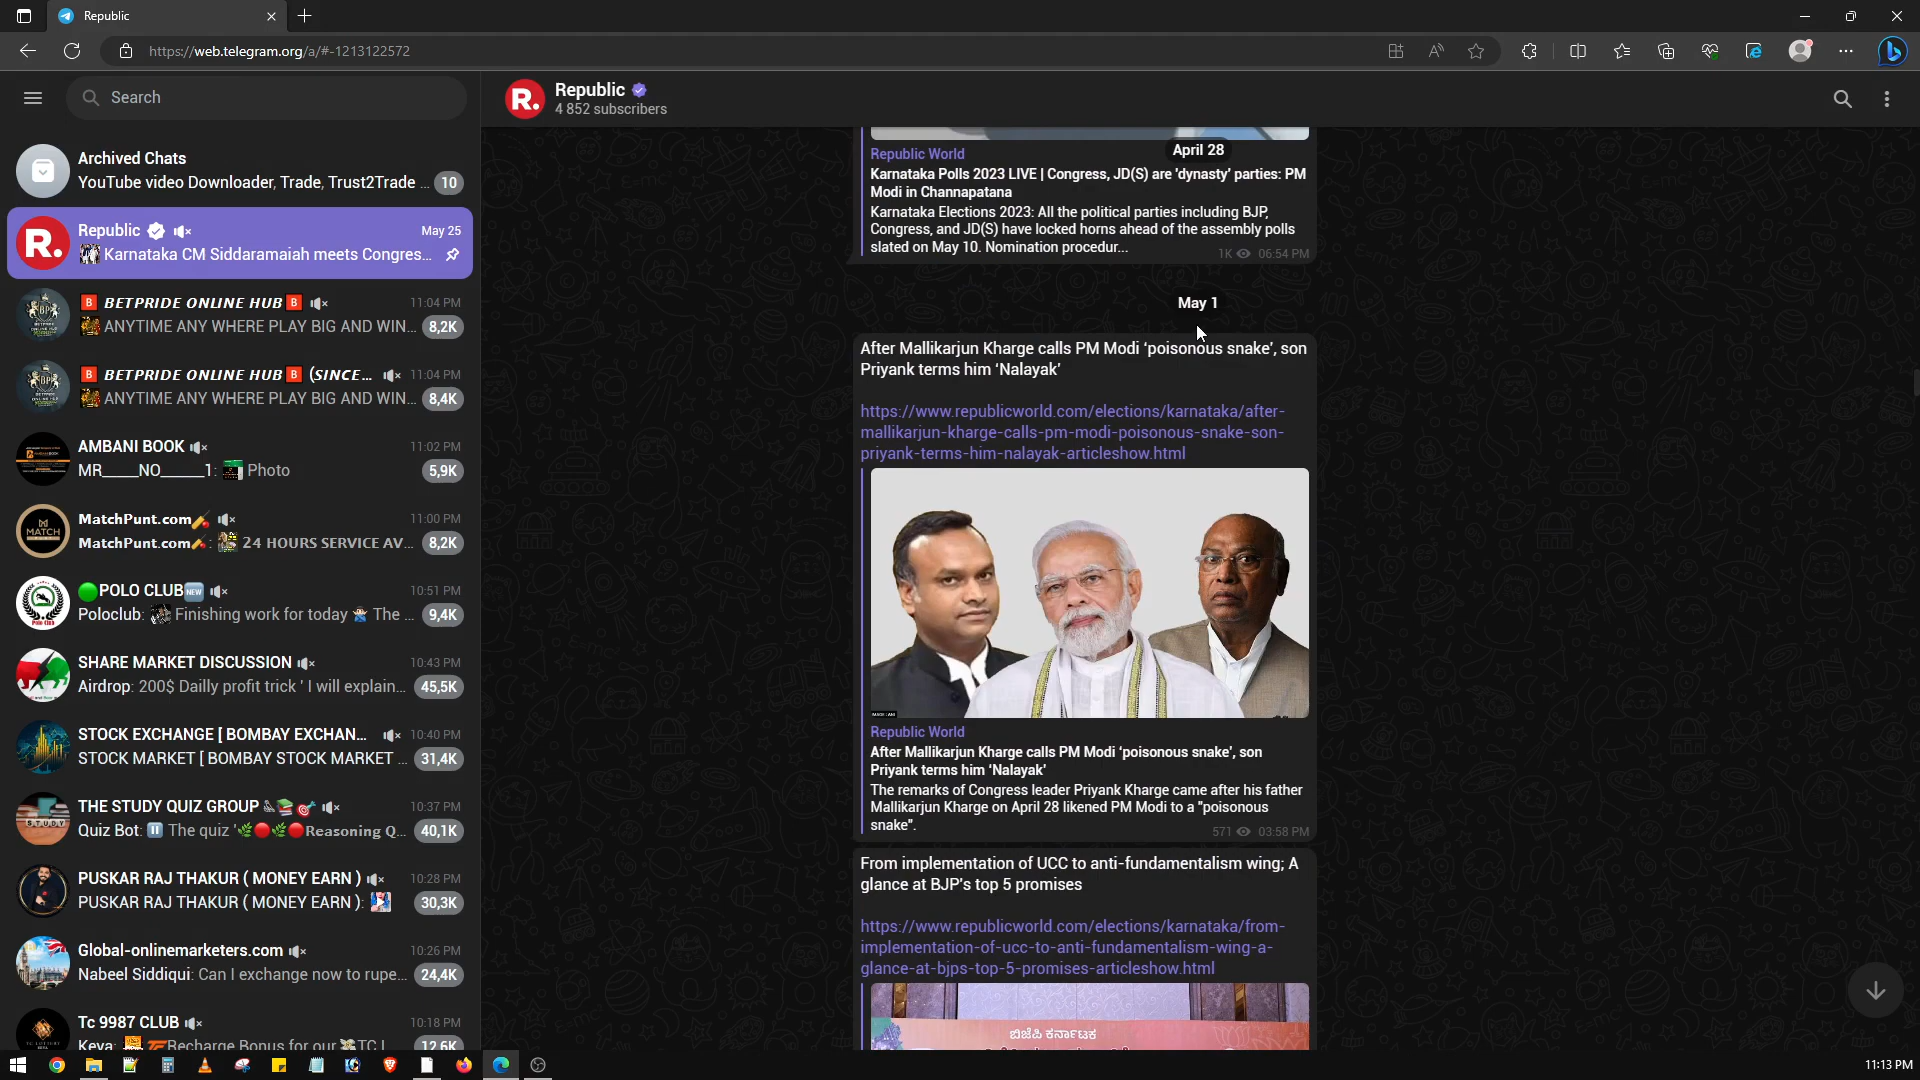 Republic
https://web.telegram.org/a/#-1213122572
Search
Archived Chats
YouTube video Downloader, Trade, Trust2Trade ...
10
Republic
May 25
Karnataka CM Siddaramaiah meets Congres...
🅱 BETPRIDE ONLINE HUB 🅱
11:04 PM
ANYTIME ANY WHERE PLAY BIG AND WIN...
8,2K
🅱 BETPRIDE ONLINE HUB 🅱 (SINCE...
11:04 PM
ANYTIME ANY WHERE PLAY BIG AND WIN...
8,4K
AMBANI BOOK
11:02 PM
MR_____NO_____1: Photo
5,9K
MatchPunt.com🏏
11:00 PM
MatchPunt.com🏏: 24 HOURS SERVICE AV...
8,2K
🟢POLO CLUB🆕
10:51 PM
Poloclub: Finishing work for today The ...
9,4K
SHARE MARKET DISCUSSION
10:43 PM
Airdrop: 200$ Dailly profit trick ' I will explain...
45,5K
STOCK EXCHANGE [ BOMBAY EXCHAN...
10:40 PM
STOCK MARKET [ BOMBAY STOCK MARKET ...
31,4K
THE STUDY QUIZ GROUP
10:37 PM
Quiz Bot: ⏸ The quiz '🌿🔴🌿🔴Reasoning Q...
40,1K
PUSKAR RAJ THAKUR ( MONEY EARN )
10:28 PM
PUSKAR RAJ THAKUR ( MONEY EARN ):
30,3K
Global-onlinemarketers.com
10:26 PM
Nabeel Siddiqui: Can I exchange now to rupe...
24,4K
Tc 9987 CLUB
10:18 PM
Keya: Recharge Bonus for our TC I
12,6K
R. Republic
4 852 subscribers
April 28
Republic World
Karnataka Polls 2023 LIVE | Congress, JD(S) are 'dynasty' parties: PM
Modi in Channapatana
Karnataka Elections 2023: All the political parties including BJP,
Congress, and JD(S) have locked horns ahead of the assembly polls
slated on May 10. Nomination procedur...
1K 06:54 PM
May 1
After Mallikarjun Kharge calls PM Modi ‘poisonous snake’, son
Priyank terms him ‘Nalayak’
https://www.republicworld.com/elections/karnataka/after-
mallikarjun-kharge-calls-pm-modi-poisonous-snake-son-
priyank-terms-him-nalayak-articleshow.html
IMAGE : ANI
Republic World
After Mallikarjun Kharge calls PM Modi ‘poisonous snake’, son
Priyank terms him ‘Nalayak’
The remarks of Congress leader Priyank Kharge came after his father
Mallikarjun Kharge on April 28 likened PM Modi to a "poisonous
snake".
571 03:58 PM
From implementation of UCC to anti-fundamentalism wing; A
glance at BJP's top 5 promises
https://www.republicworld.com/elections/karnataka/from-
implementation-of-ucc-to-anti-fundamentalism-wing-a-
glance-at-bjps-top-5-promises-articleshow.html
ಬಿಜೆಪಿ ಕರ್ನಾಟಕ
11:13 PM